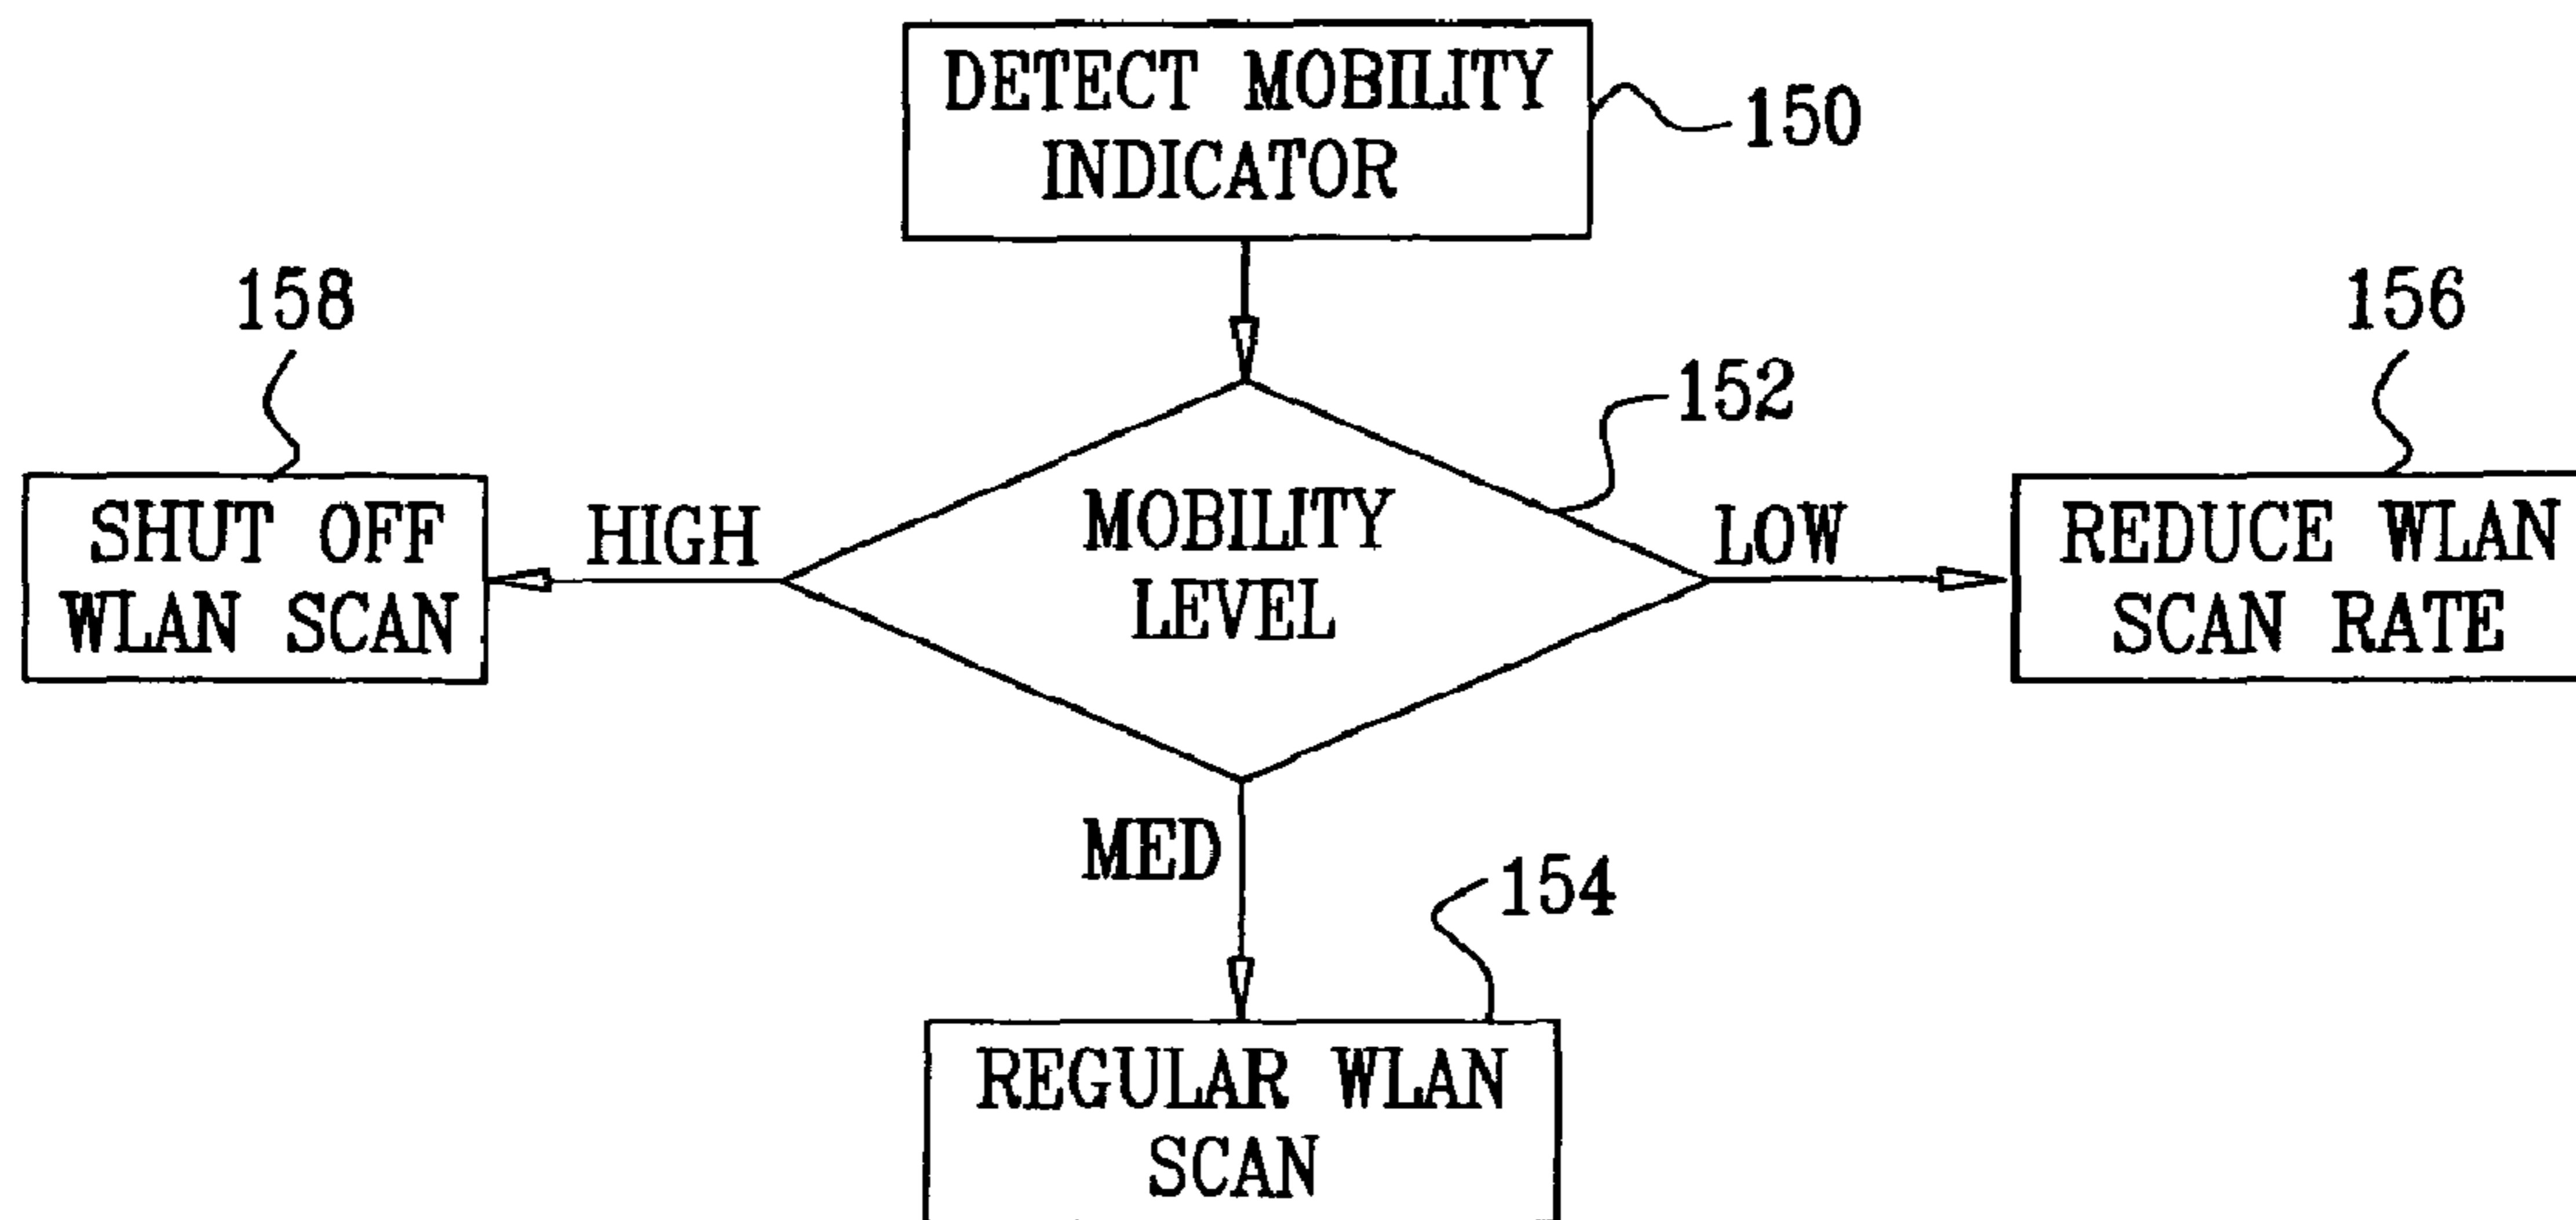 DETECT MOBILITY
INDICATOR
150
158
156
152
SHUT OFF
WLAN SCAN
HIGH
MOBILITY
LEVEL
LOW
REDUCE WLAN
SCAN RATE
MED
154
REGULAR WLAN
SCAN